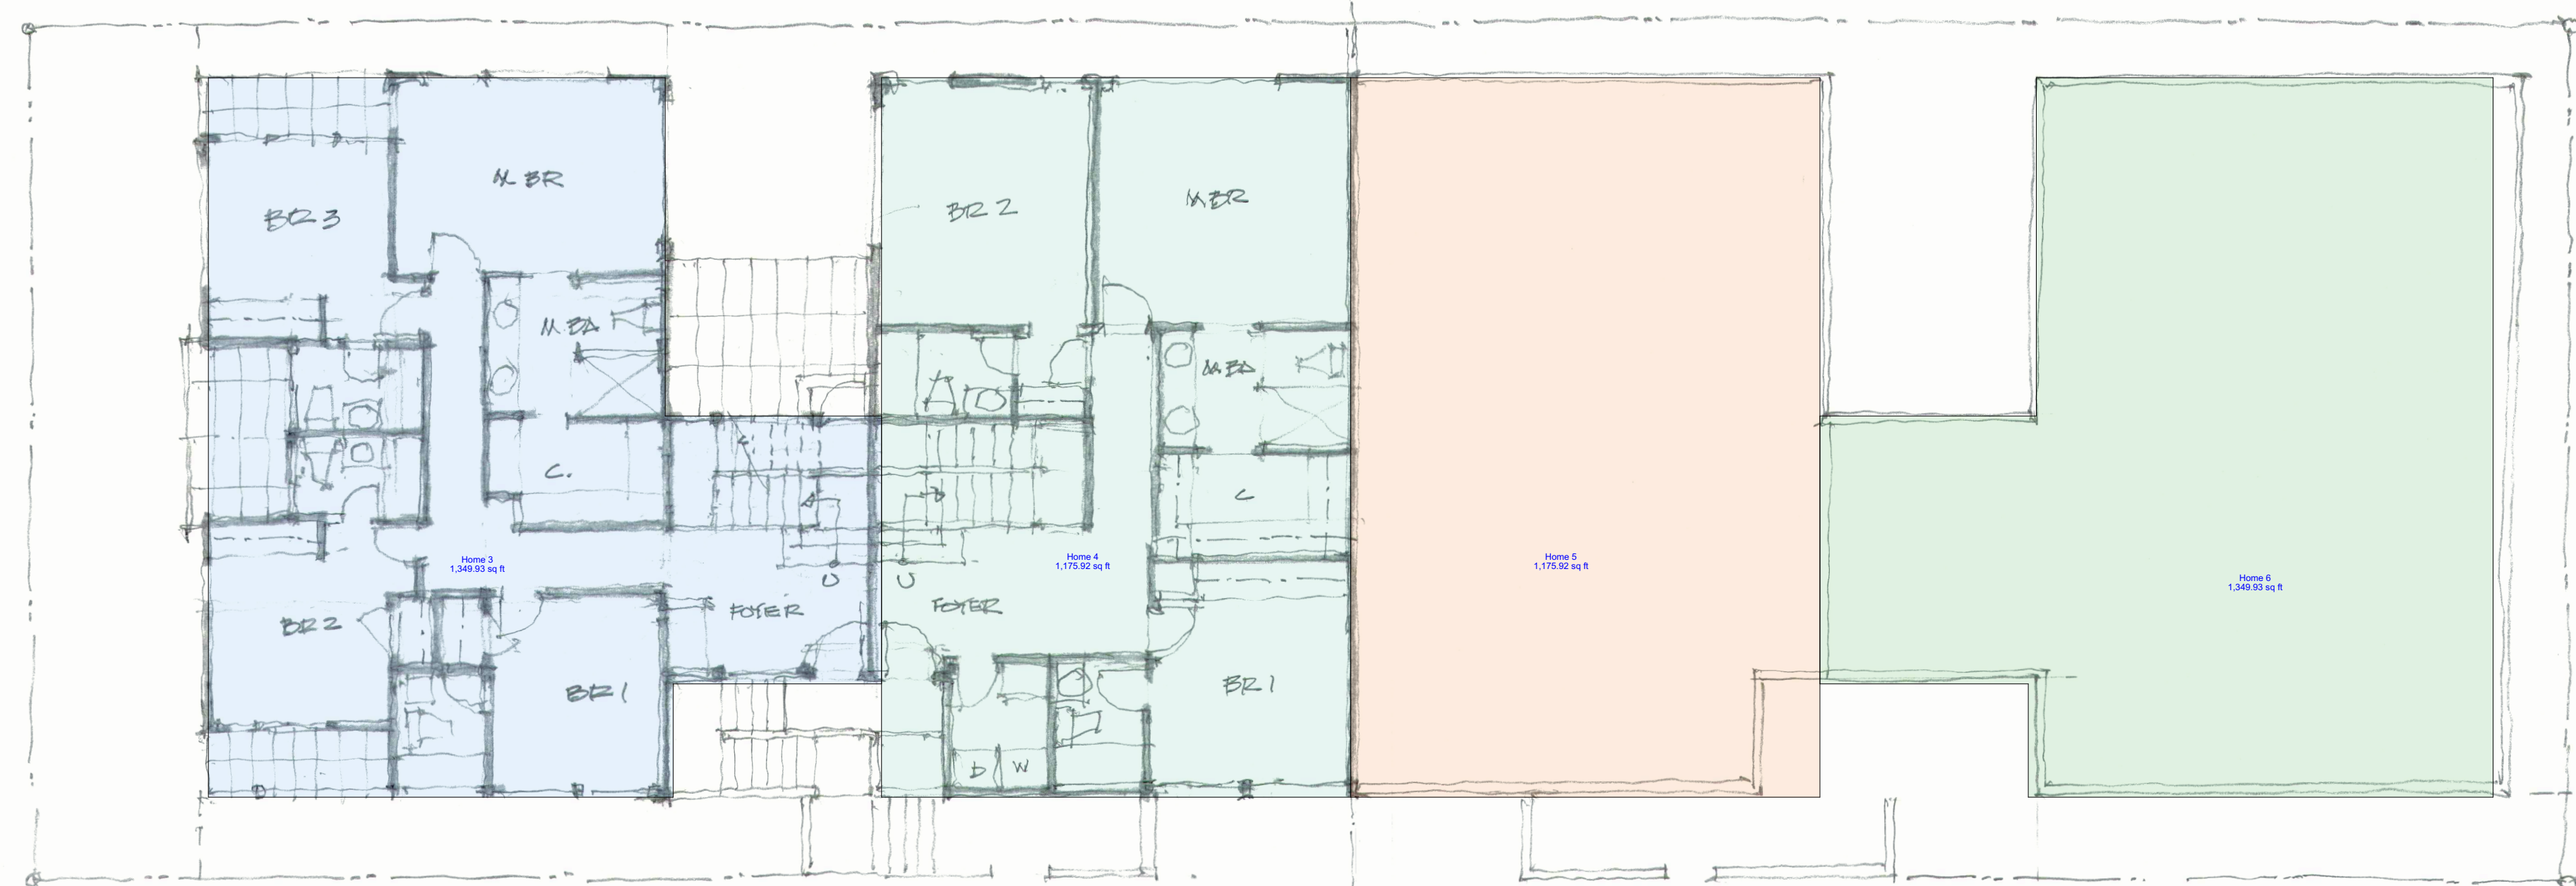 M BR
BR 3
M BA
C.
BR 2
BR 1
FOYER
U
Home 3
1,349.93 sq ft
BR 2
MBR
M.BA
C
D
U
FOYER
BR 1
D W
Home 4
1,175.92 sq ft
Home 5
1,175.92 sq ft
Home 6
1,349.93 sq ft